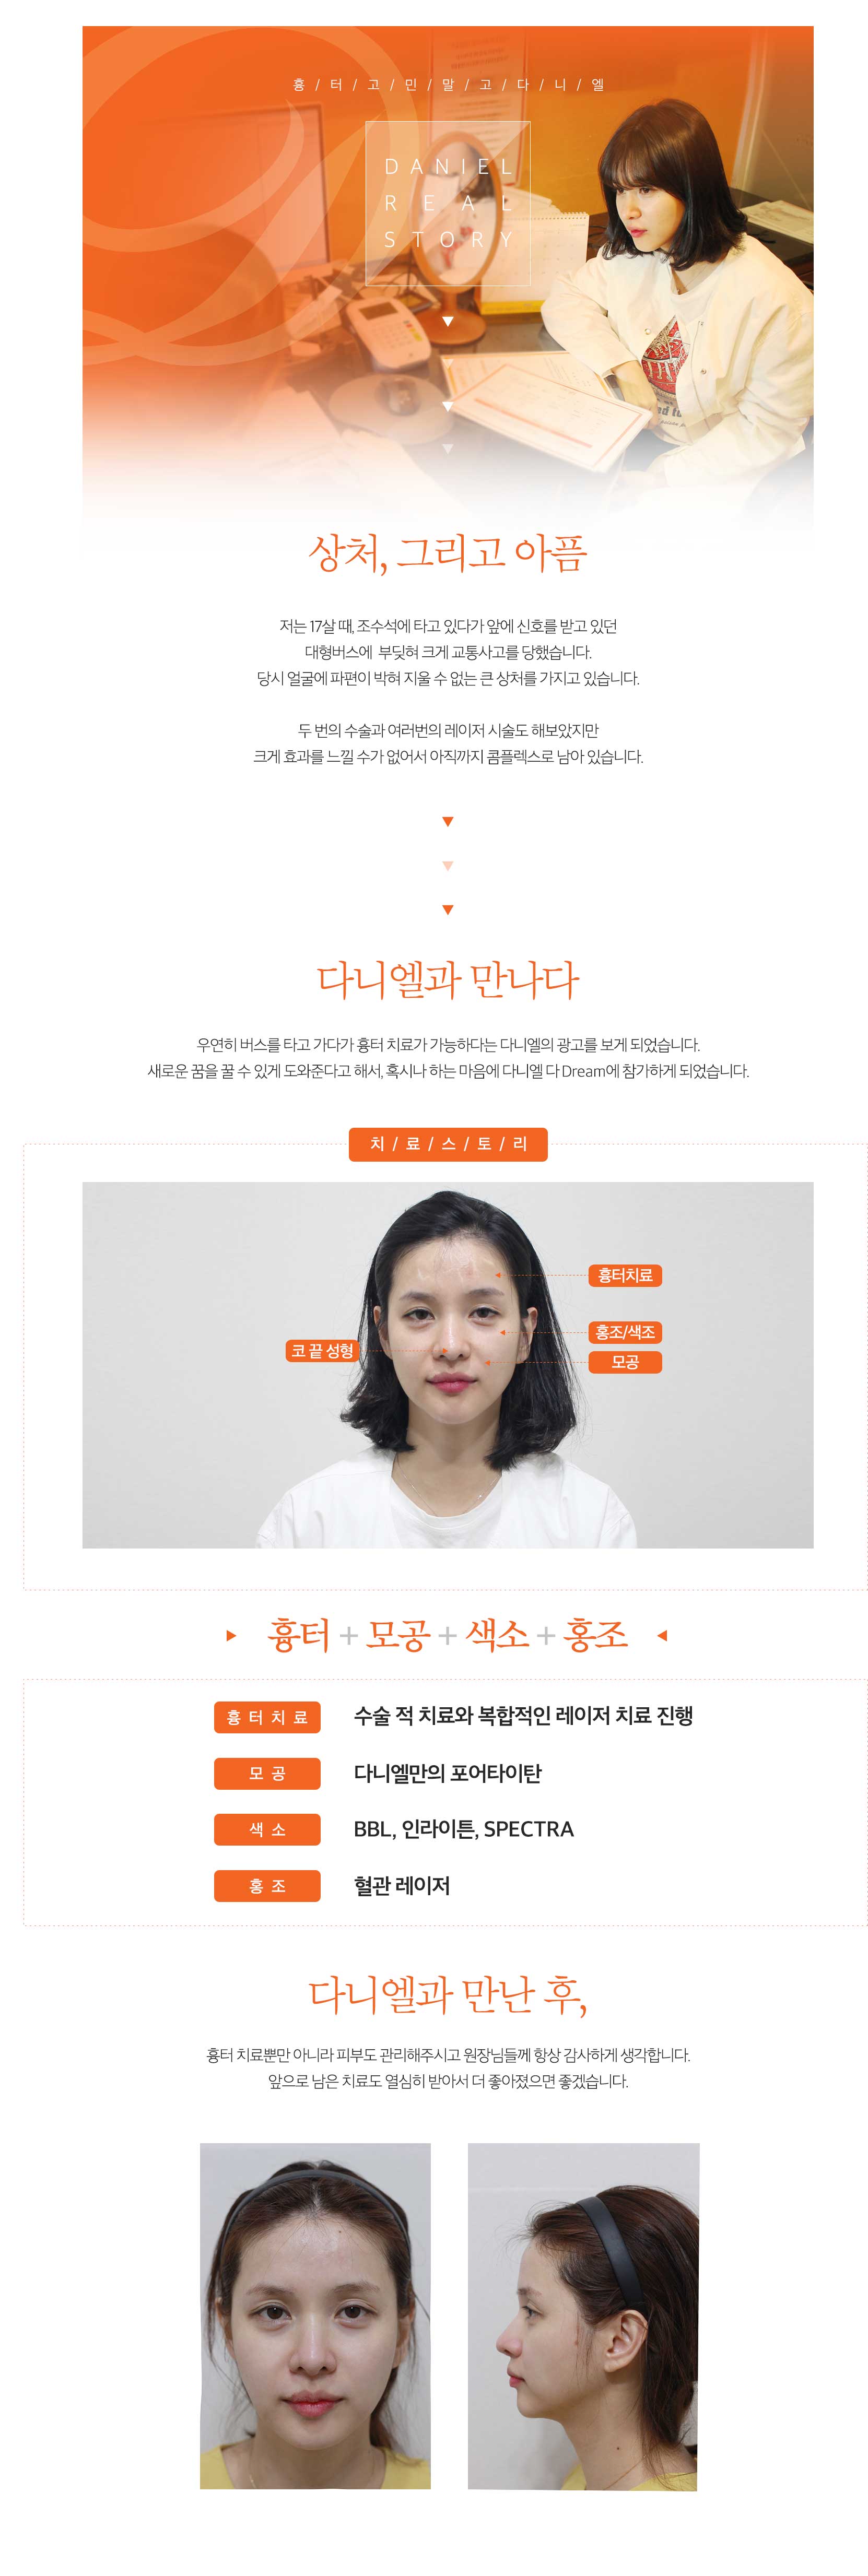 흉 / 터 / 고 / 민 / 말 / 고 / 다 / 니 / 엘
DANIEL
REAL
STORY
상처, 그리고 아픔
저는 17살 때, 조수석에 타고 있다가 앞에 신호를 받고 있던
대형버스에 부딪혀 크게 교통사고를 당했습니다.
당시 얼굴에 파편이 박혀 지울 수 없는 큰 상처를 가지고 있습니다.
두 번의 수술과 여러번의 레이저 시술도 해보았지만
크게 효과를 느낄 수가 없어서 아직까지 콤플렉스로 남아 있습니다.
다니엘과 만나다
우연히 버스를 타고 가다가 흉터 치료가 가능하다는 다니엘의 광고를 보게 되었습니다.
새로운 꿈을 꿀 수 있게 도와준다고 해서, 혹시나 하는 마음에 다니엘 다 Dream에 참가하게 되었습니다.
치 / 료 / 스 / 토 / 리
흉터치료
홍조/색조
코 끝 성형
모공
흉터 + 모공 + 색소 + 홍조
흉 터 치 료 수술 적 치료와 복합적인 레이저 치료 진행
모 공 다니엘만의 포어타이탄
색 소 BBL, 인라이튼, SPECTRA
홍 조 혈관 레이저
다니엘과 만난 후,
흉터 치료뿐만 아니라 피부도 관리해주시고 원장님들께 항상 감사하게 생각합니다.
앞으로 남은 치료도 열심히 받아서 더 좋아졌으면 좋겠습니다.